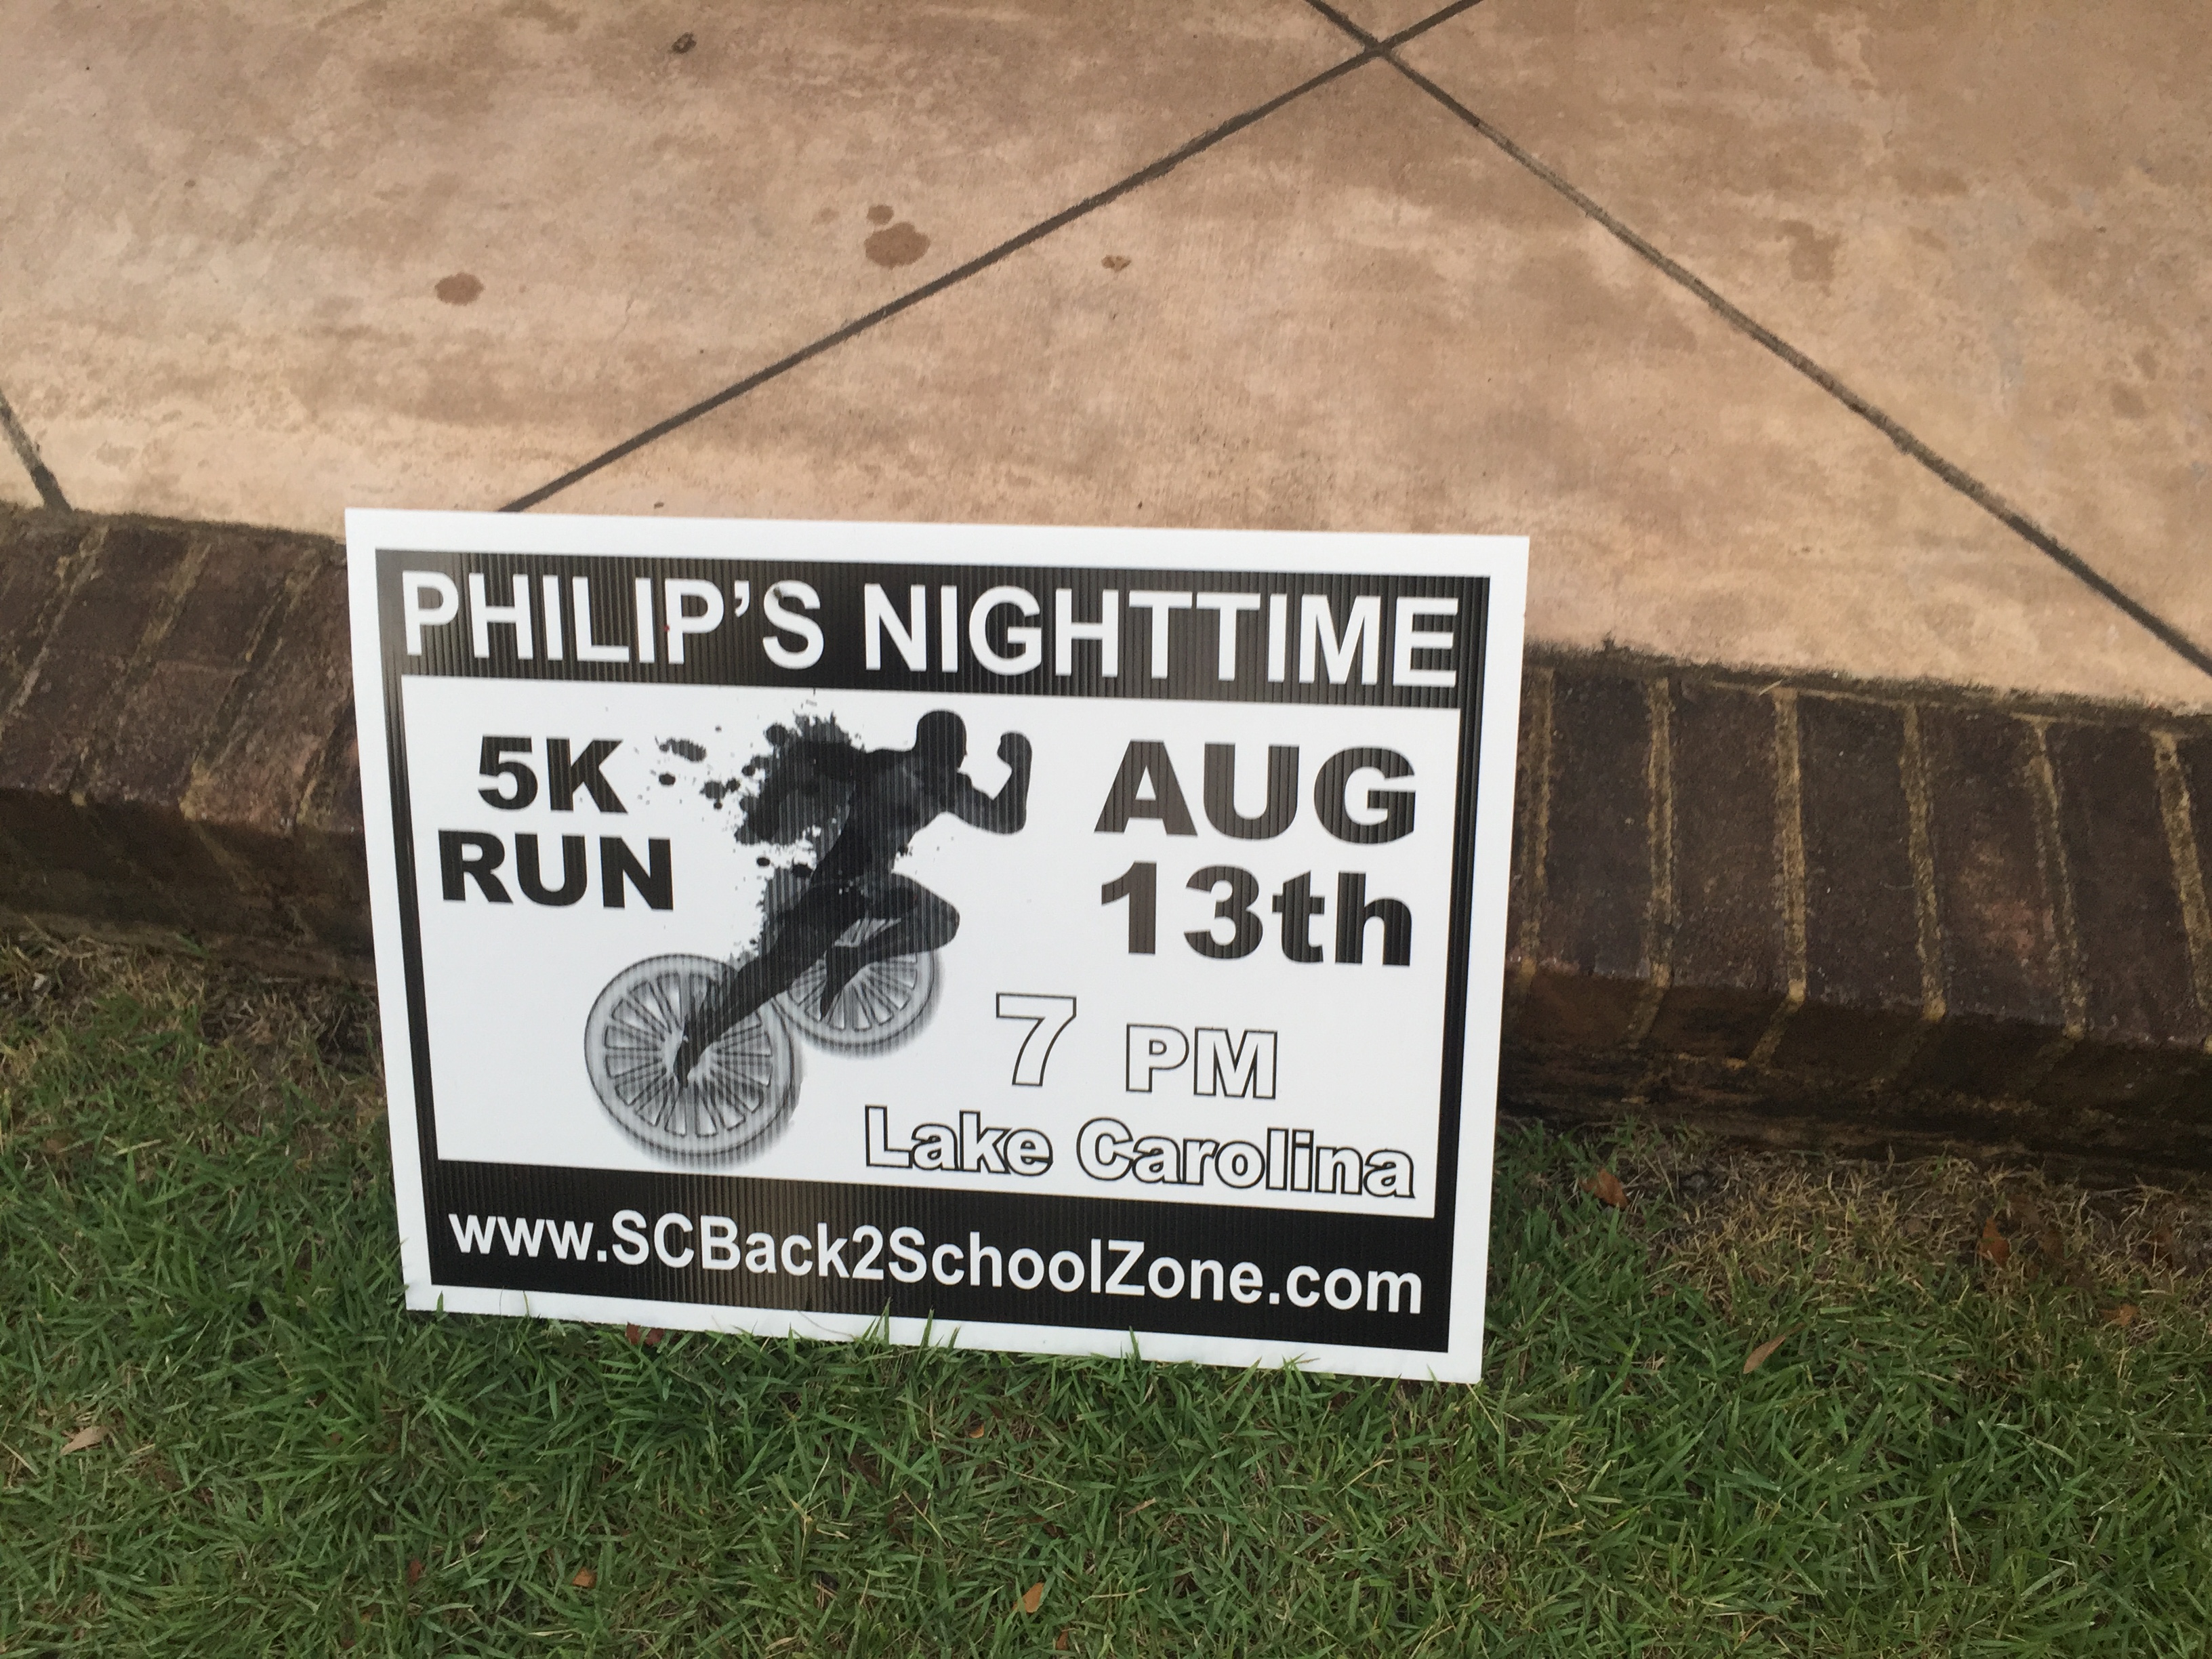 PHILIP'S NIGHTTIME
5K
RUN
AUG
13th
7 PM
Lake Carolina
www.SCBack2SchoolZone.com